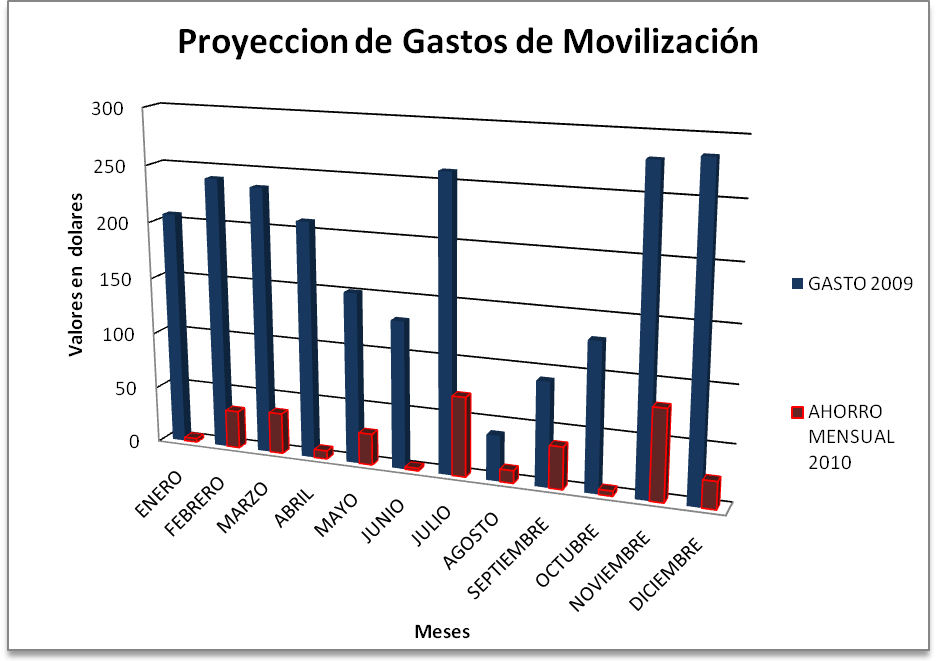 Proyeccion de Gastos de Movilización
Valores en dolares
300
250
200
150
100
50
0
ENERO
FEBRERO
MARZO
ABRIL
MAYO
JUNIO
JULIO
AGOSTO
SEPTIEMBRE
OCTUBRE
NOVIEMBRE
DICIEMBRE
Meses
GASTO 2009
AHORRO
MENSUAL
2010